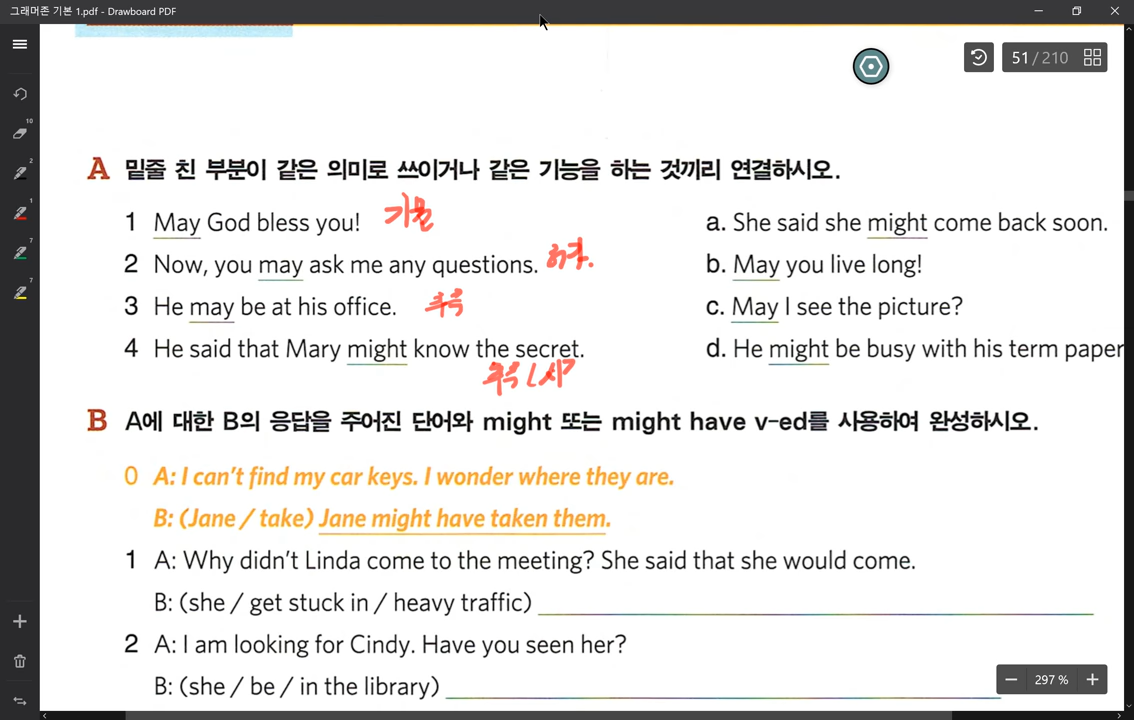 그래머존 기본 1.pdf - Drawboard PDF
51 / 210
A 밑줄 친 부분이 같은 의미로 쓰이거나 같은 기능을 하는 것끼리 연결하시오.
1 May God bless you! 기원
a. She said she might come back soon.
2 Now, you may ask me any questions. 허가.
b. May you live long!
3 He may be at his office. 추측
c. May I see the picture?
4 He said that Mary might know the secret.
d. He might be busy with his term paper
추측
B A에 대한 B의 응답을 주어진 단어와 might 또는 might have v-ed를 사용하여 완성하시오.
0 A: I can't find my car keys. I wonder where they are.
B: (Jane / take) Jane might have taken them.
1 A: Why didn't Linda come to the meeting? She said that she would come.
B: (she / get stuck in / heavy traffic)
2 A: I am looking for Cindy. Have you seen her?
B: (she / be / in the library)
297 %
10
2
1
7
7